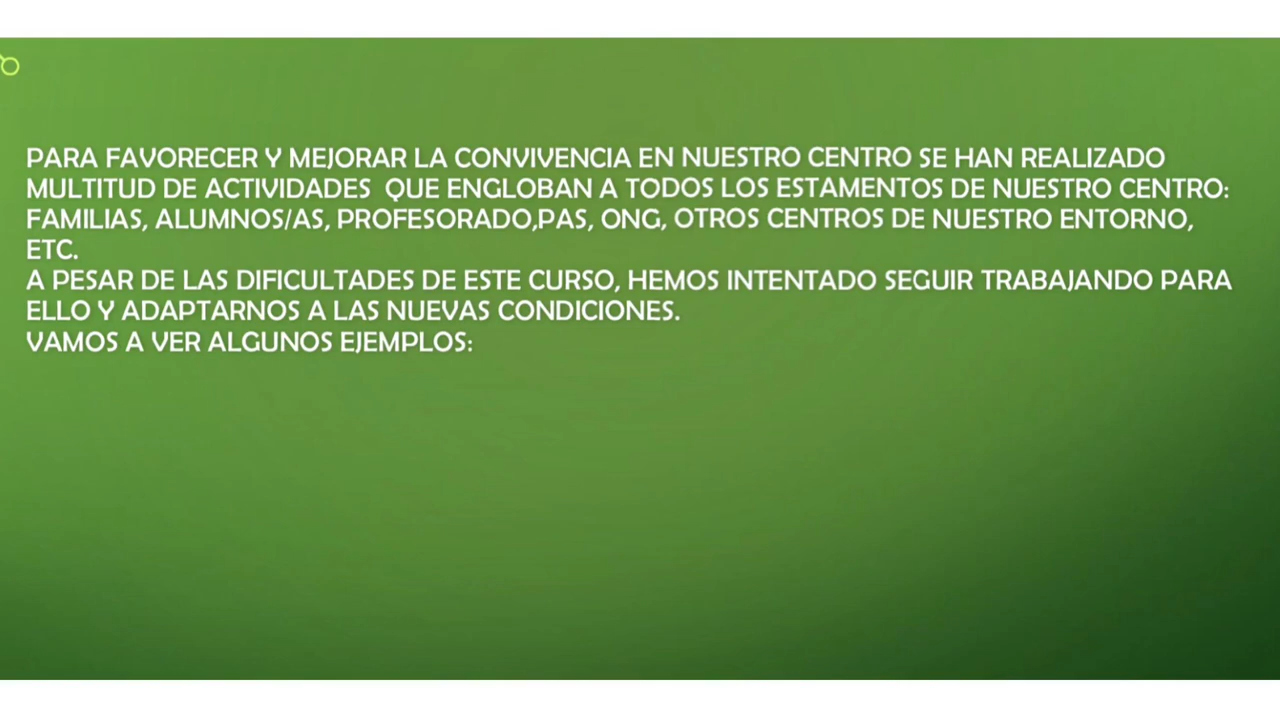 PARA FAVORECER Y MEJORAR LA CONVIVENCIA EN NUESTRO CENTRO SE HAN REALIZADO
MULTITUD DE ACTIVIDADES  QUE ENGLOBAN A TODOS LOS ESTAMENTOS DE NUESTRO CENTRO:
FAMILIAS, ALUMNOS/AS, PROFESORADO,PAS, ONG, OTROS CENTROS DE NUESTRO ENTORNO,
ETC.
A PESAR DE LAS DIFICULTADES DE ESTE CURSO, HEMOS INTENTADO SEGUIR TRABAJANDO PARA
ELLO Y ADAPTARNOS A LAS NUEVAS CONDICIONES.
VAMOS A VER ALGUNOS EJEMPLOS: